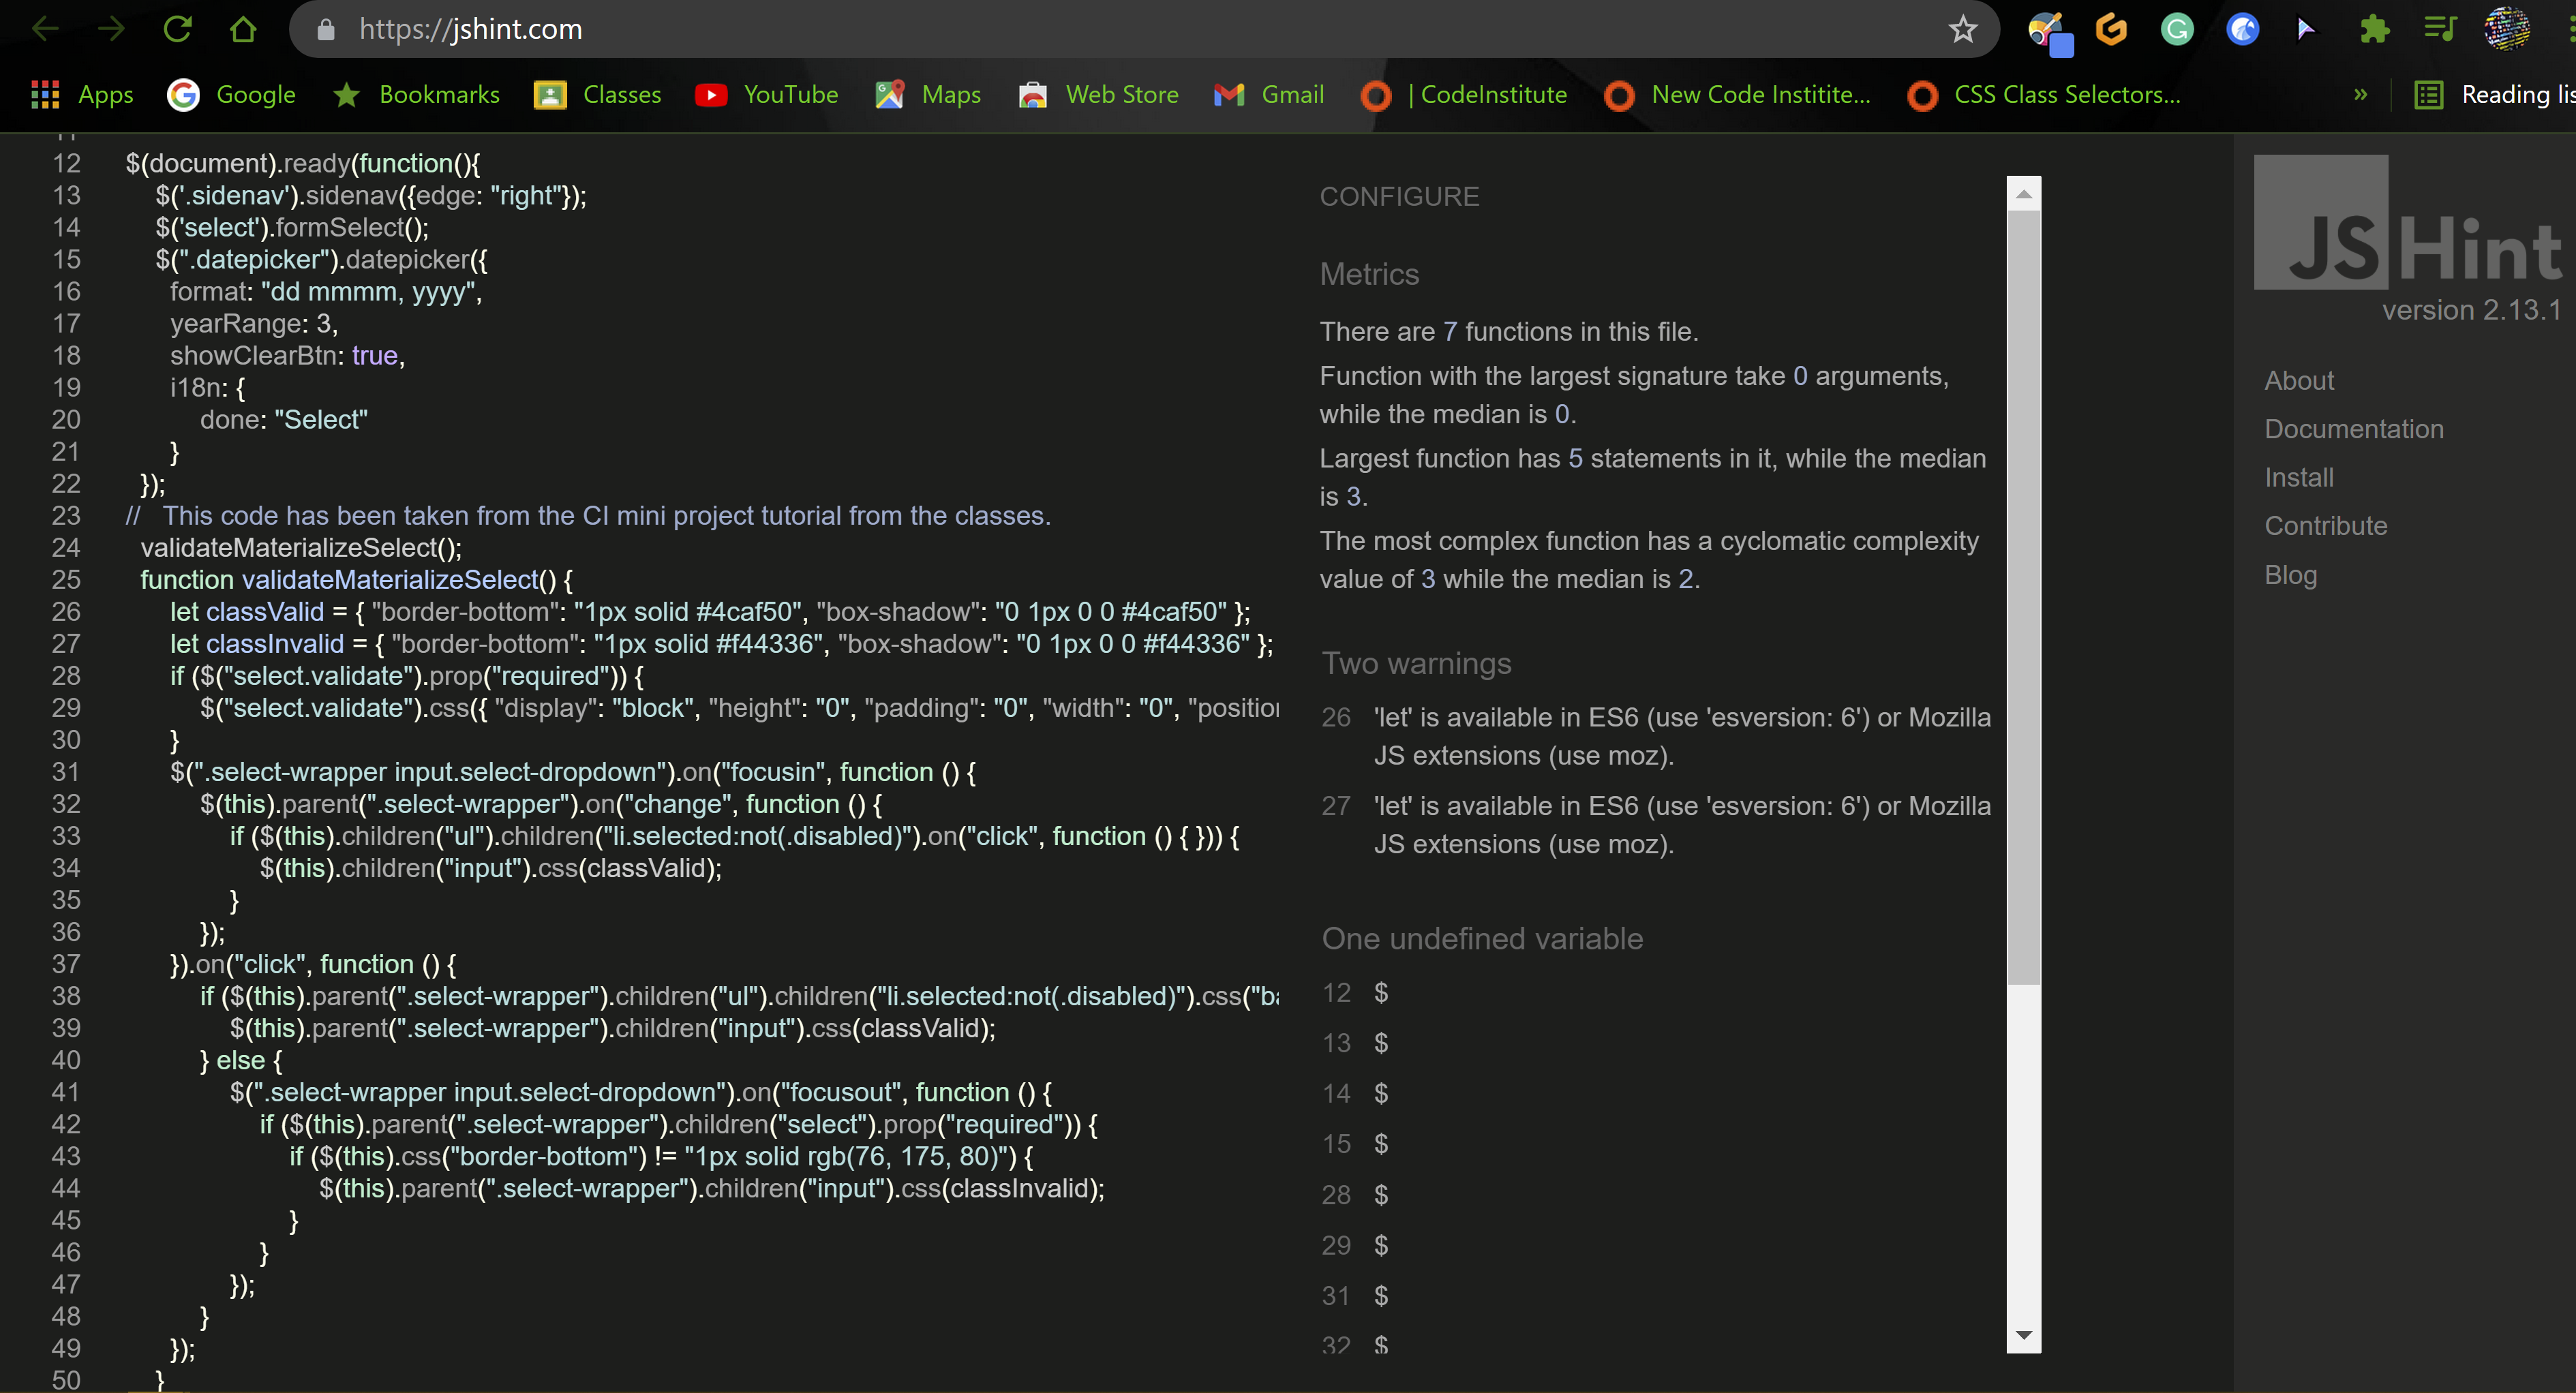 https://jshint.com
Apps Google Bookmarks Classes YouTube Maps Web Store Gmail | CodeInstitute New Code Institite... CSS Class Selectors... » Reading lis
12 $(document).ready(function(){
13 $('.sidenav').sidenav({edge: "right"});
14 $('select').formSelect();
15 $(".datepicker").datepicker({
16 format: "dd mmmm, yyyy",
17 yearRange: 3,
18 showClearBtn: true,
19 i18n: {
20 done: "Select"
21 }
22 });
23 // This code has been taken from the CI mini project tutorial from the classes.
24 validateMaterializeSelect();
25 function validateMaterializeSelect() {
26 let classValid = { "border-bottom": "1px solid #4caf50", "box-shadow": "0 1px 0 0 #4caf50" };
27 let classInvalid = { "border-bottom": "1px solid #f44336", "box-shadow": "0 1px 0 0 #f44336" };
28 if ($("select.validate").prop("required")) {
29 $("select.validate").css({ "display": "block", "height": "0", "padding": "0", "width": "0", "position
30 }
31 $(".select-wrapper input.select-dropdown").on("focusin", function () {
32 $(this).parent(".select-wrapper").on("change", function () {
33 if ($(this).children("ul").children("li.selected:not(.disabled)").on("click", function () { })) {
34 $(this).children("input").css(classValid);
35 }
36 });
37 }).on("click", function () {
38 if ($(this).parent(".select-wrapper").children("ul").children("li.selected:not(.disabled)").css("ba
39 $(this).parent(".select-wrapper").children("input").css(classValid);
40 } else {
41 $(".select-wrapper input.select-dropdown").on("focusout", function () {
42 if ($(this).parent(".select-wrapper").children("select").prop("required")) {
43 if ($(this).css("border-bottom") != "1px solid rgb(76, 175, 80)") {
44 $(this).parent(".select-wrapper").children("input").css(classInvalid);
45 }
46 }
47 });
48 }
49 });
50 }
CONFIGURE
Metrics
There are 7 functions in this file.
Function with the largest signature take 0 arguments,
while the median is 0.
Largest function has 5 statements in it, while the median
is 3.
The most complex function has a cyclomatic complexity
value of 3 while the median is 2.
Two warnings
26 'let' is available in ES6 (use 'esversion: 6') or Mozilla
JS extensions (use moz).
27 'let' is available in ES6 (use 'esversion: 6') or Mozilla
JS extensions (use moz).
One undefined variable
12 $
13 $
14 $
15 $
28 $
29 $
31 $
32 $
JSHint
version 2.13.1
About
Documentation
Install
Contribute
Blog